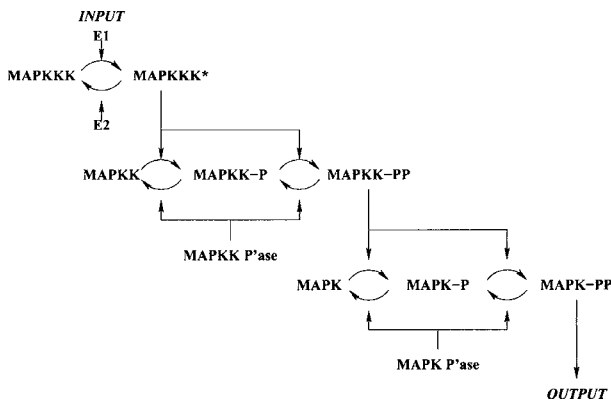 INPUT
E1
MAPKKK MAPKKK*
E2
MAPKK MAPKK-P MAPKK-PP
MAPKK P'ase
MAPK MAPK-P MAPK-PP
MAPK P'ase
OUTPUT